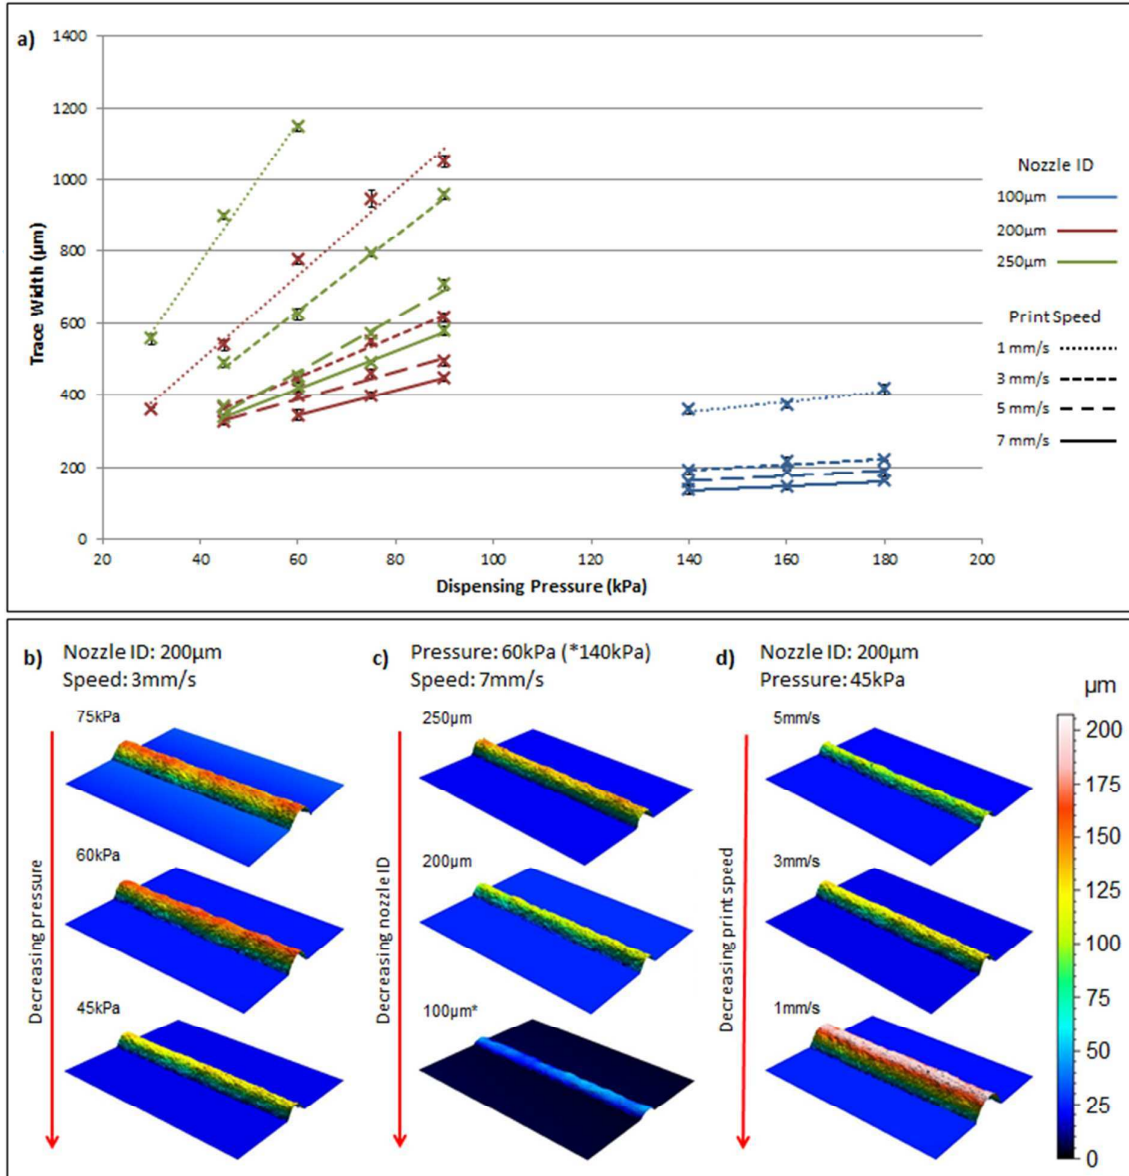 a)
1400
1200
1000
800
600
400
200
0
Trace Width (µm)
20
40
60
80
100
120
140
160
180
200
Dispensing Pressure (kPa)
Nozzle ID
100µm
200µm
250µm
Print Speed
1 mm/s
3 mm/s
5 mm/s
7 mm/s
b)
Nozzle ID: 200µm
Speed: 3mm/s
75kPa
60kPa
45kPa
Decreasing pressure
c)
Pressure: 60kPa (*140kPa)
Speed: 7mm/s
250µm
200µm
100µm*
Decreasing nozzle ID
d)
Nozzle ID: 200µm
Pressure: 45kPa
5mm/s
3mm/s
1mm/s
Decreasing print speed
µm
200
175
150
125
100
75
50
25
0